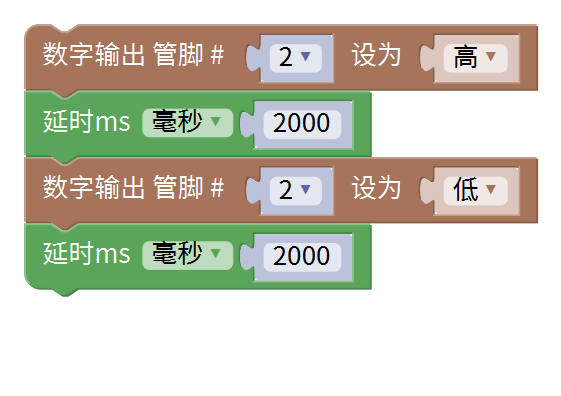 数字输出 管脚 # 2 设为 高
延时ms 毫秒 2000
数字输出 管脚 # 2 设为 低
延时ms 毫秒 2000